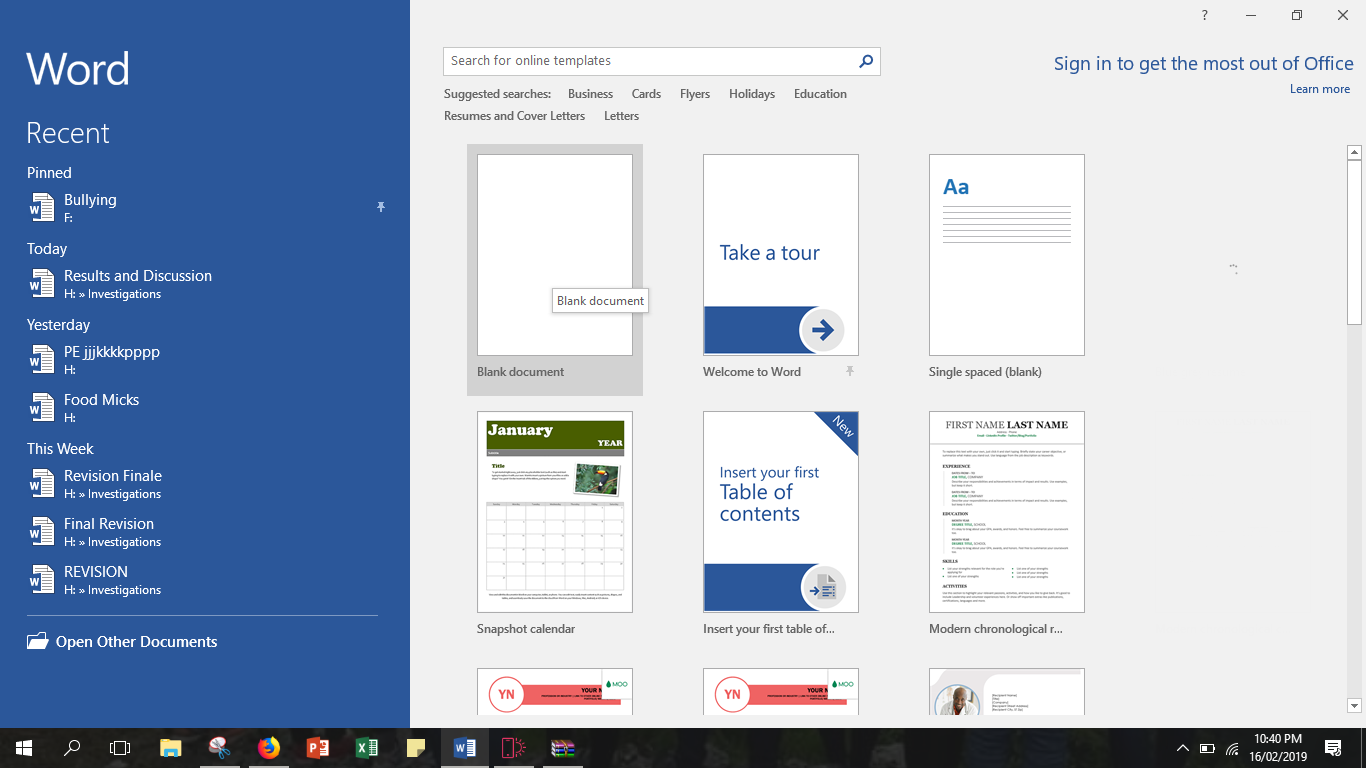 Word
Recent
Pinned
Bullying
F:
Today
Results and Discussion
H: » Investigations
Yesterday
PE jjjkkkkpppp
H:
Food Micks
H:
This Week
Revision Finale
H: » Investigations
Final Revision
H: » Investigations
REVISION
H: » Investigations
Open Other Documents
?
Search for online templates
Sign in to get the most out of Office
Learn more
Suggested searches: Business Cards Flyers Holidays Education
Resumes and Cover Letters Letters
Blank document
Blank document
Take a tour
Welcome to Word
Aa
Single spaced (blank)
January
YEAR
Title
Snapshot calendar
New
Insert your first
Table of
contents
Insert your first table of...
FIRST NAME LAST NAME
EXPERIENCE
EDUCATION
SKILLS
ACTIVITIES
Modern chronological r...
YN
YOUR N
MOO
YN
YOUR N
MOO
10:40 PM
16/02/2019